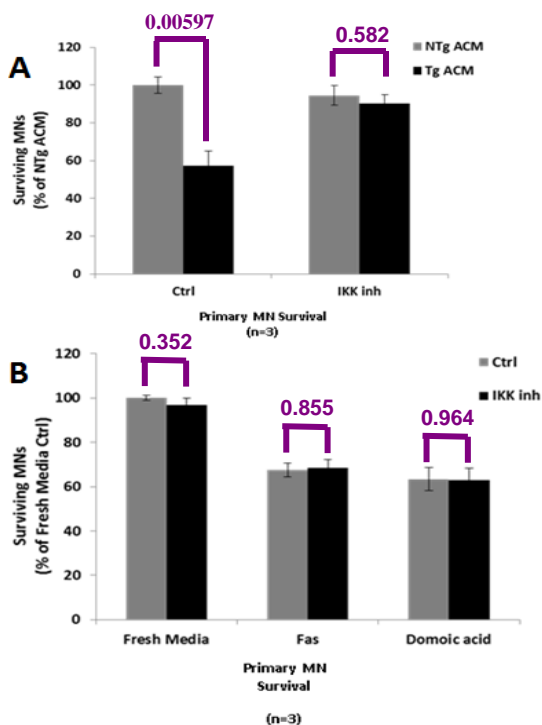 0.00597
0.582
A
120
100
80
60
40
20
0
Surviving MNs
(% of NTg ACM)
NTg ACM
Tg ACM
Ctrl
IKK inh
Primary MN Survival
(n=3)
B
0.352
0.855
0.964
120
100
80
60
40
20
0
Surviving MNs
(% of Fresh Media Ctrl)
Ctrl
IKK inh
Fresh Media
Fas
Domoic acid
Primary MN
Survival
(n=3)